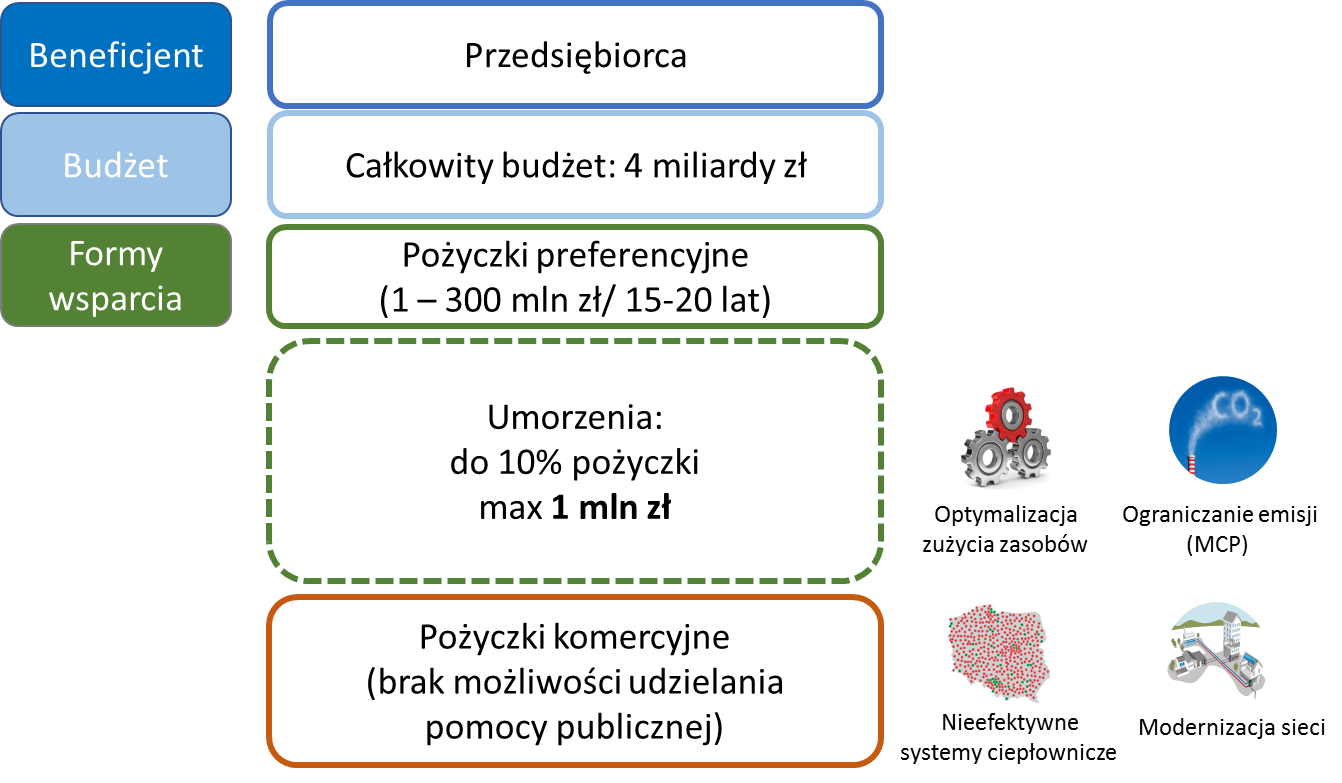 Beneficjent
Przedsiębiorca
Budżet
Całkowity budżet: 4 miliardy zł
Formy
wsparcia
Pożyczki preferencyjne
(1 – 300 mln zł/ 15-20 lat)
Umorzenia:
do 10% pożyczki
max 1 mln zł
CO2
Optymalizacja
zużycia zasobów
Ograniczanie emisji
(MCP)
Pożyczki komercyjne
(brak możliwości udzielania
pomocy publicznej)
Nieefektywne
systemy ciepłownicze
Modernizacja sieci